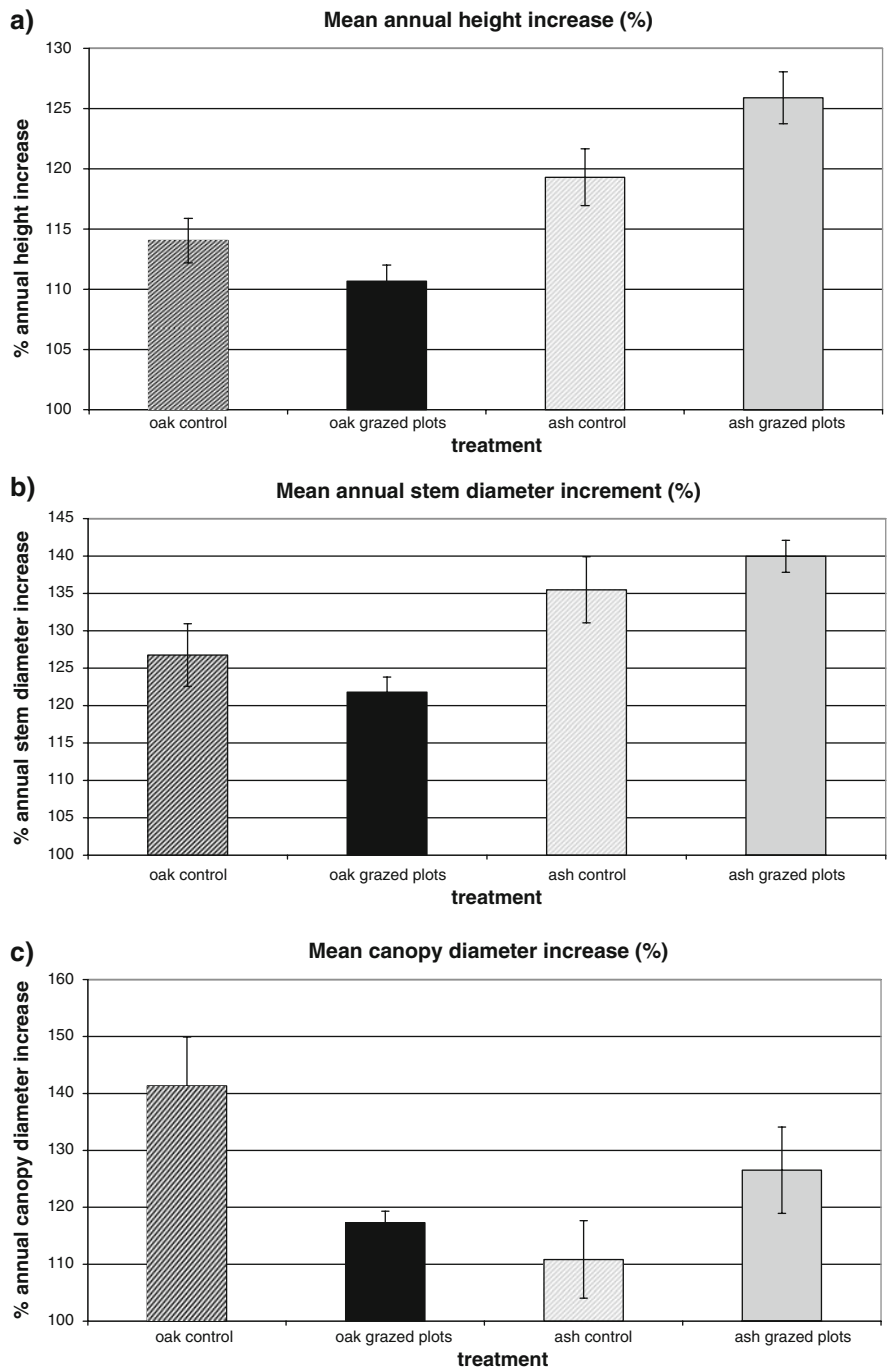 a)
Mean annual height increase (%)
% annual height increase
130
125
120
115
110
105
100
oak control
oak grazed plots
ash control
ash grazed plots
treatment
b)
Mean annual stem diameter increment (%)
% annual stem diameter increase
145
140
135
130
125
120
115
110
105
100
oak control
oak grazed plots
ash control
ash grazed plots
treatment
c)
Mean canopy diameter increase (%)
% annual canopy diameter increase
160
150
140
130
120
110
100
oak control
oak grazed plots
ash control
ash grazed plots
treatment